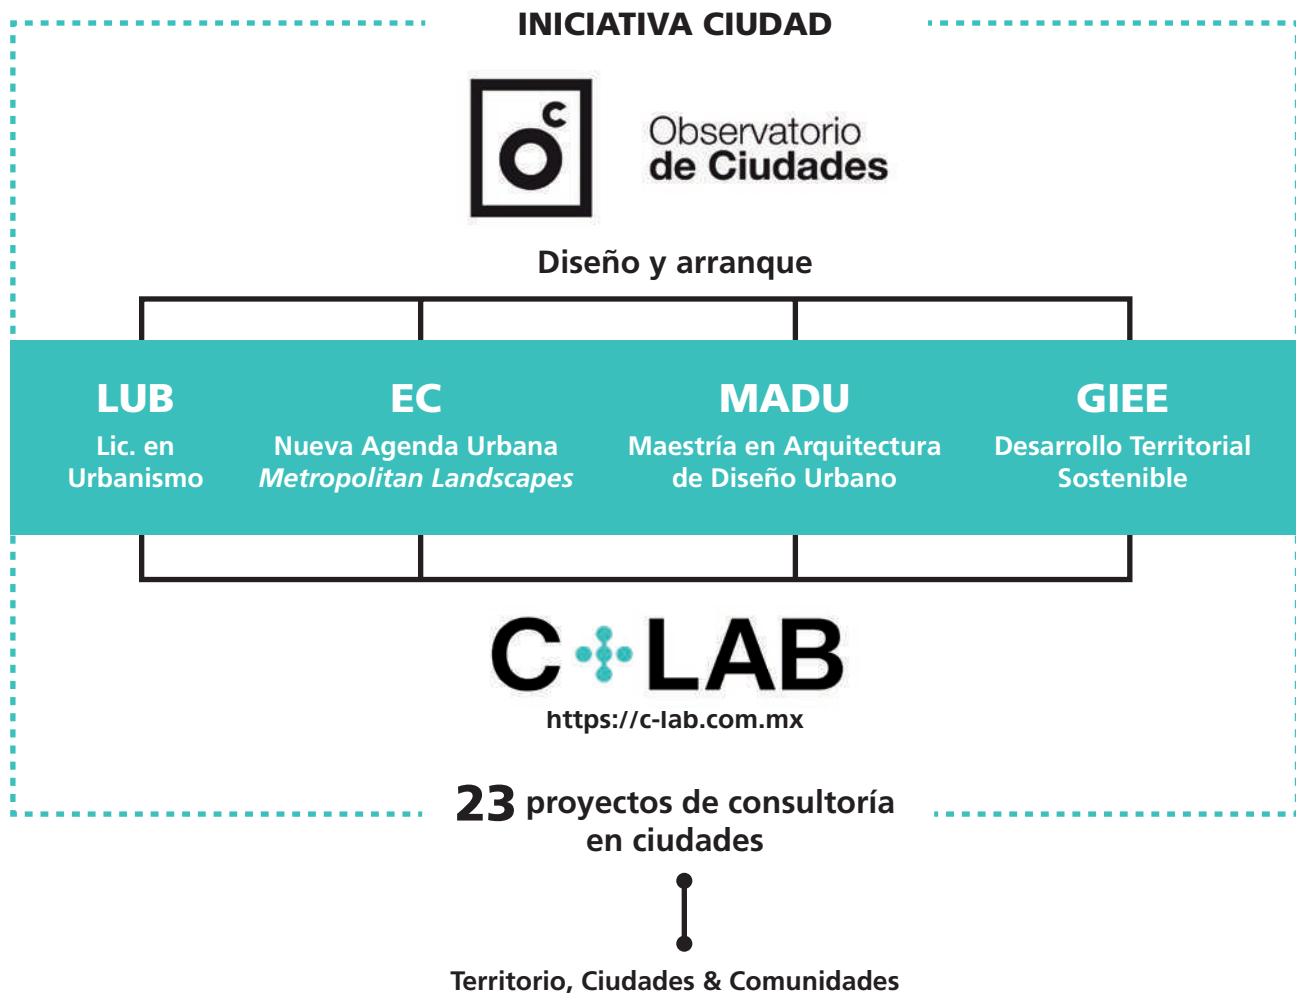 INICIATIVA CIUDAD
OC
Observatorio
de Ciudades
Diseño y arranque
LUB
Lic. en
Urbanismo
EC
Nueva Agenda Urbana
Metropolitan Landscapes
MADU
Maestría en Arquitectura
de Diseño Urbano
GIEE
Desarrollo Territorial
Sostenible
C LAB
https://c-lab.com.mx
23 proyectos de consultoría
en ciudades
Territorio, Ciudades & Comunidades